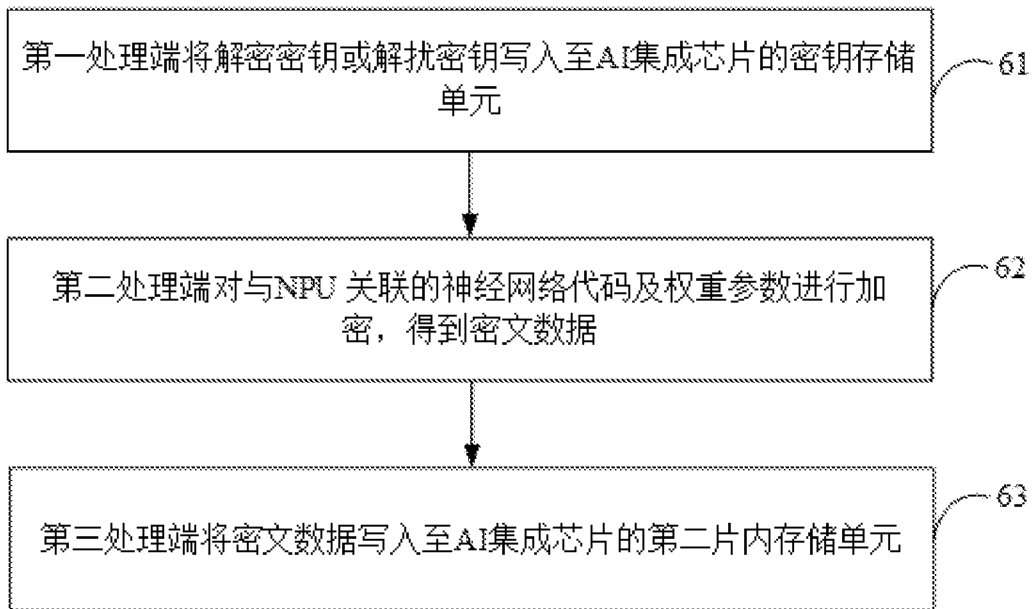 第一处理端将解密密钥或解扰密钥写入至AI集成芯片的密钥存储
单元
61
第二处理端对与NPU 关联的神经网络代码及权重参数进行加
密，得到密文数据
62
第三处理端将密文数据写入至AI集成芯片的第二片内存储单元
63